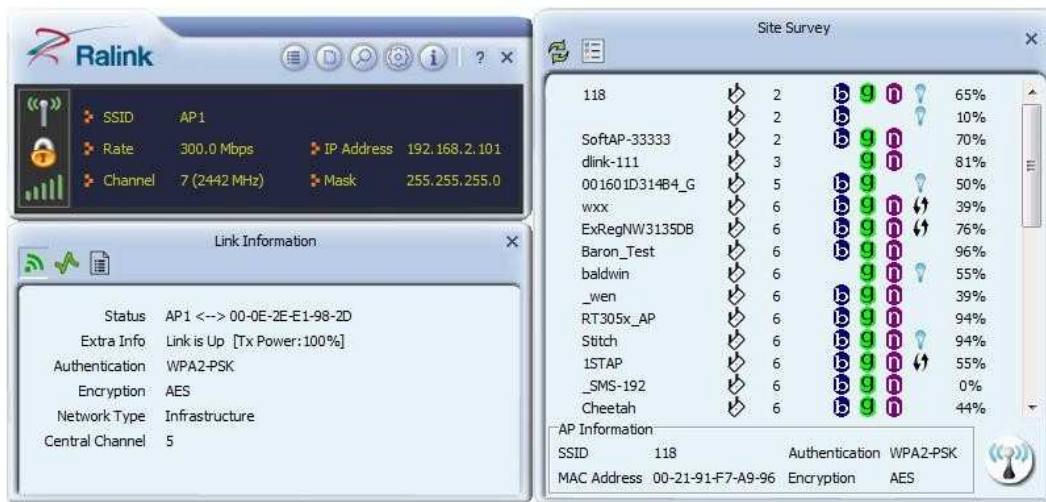 Ralink
? ×
SSID AP1
Rate 300.0 Mbps IP Address 192.168.2.101
Channel 7 (2442 MHz) Mask 255.255.255.0
Link Information ×
Status AP1 <--> 00-0E-2E-E1-98-2D
Extra Info Link is Up [Tx Power:100%]
Authentication WPA2-PSK
Encryption AES
Network Type Infrastructure
Central Channel 5
Site Survey ×
118 2 b g n 65%
2 b 10%
SoftAP-33333 2 b g n 70%
dlink-111 3 g n 81%
001601D314B4_G 5 b g 50%
wxx 6 b g n 39%
ExRegNW3135DB 6 b g n 76%
Baron_Test 6 b g n 96%
baldwin 6 g n 55%
_wen 6 b g n 39%
RT305x_AP 6 b g n 94%
Stitch 6 b g n 94%
1STAP 6 b g n 55%
_SMS-192 6 b g n 0%
Cheetah 6 b g n 44%
AP Information
SSID 118 Authentication WPA2-PSK
MAC Address 00-21-91-F7-A9-96 Encryption AES